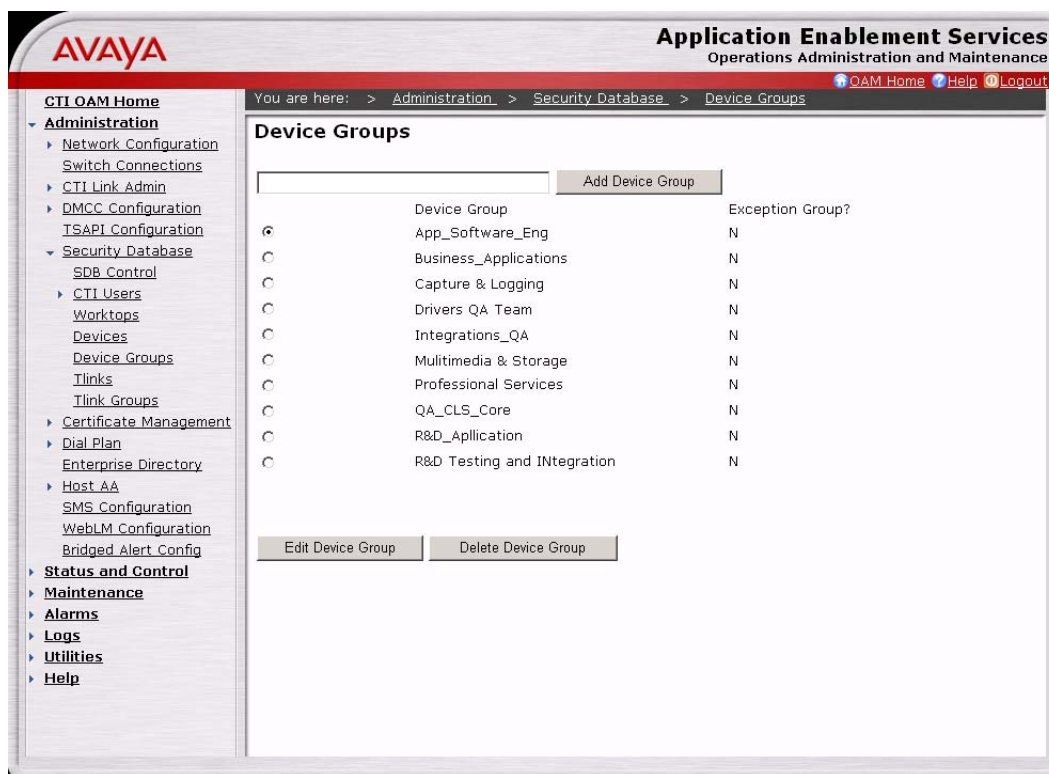 AVAYA
Application Enablement Services
Operations Administration and Maintenance
OAM Home Help Logout
You are here: > Administration > Security Database > Device Groups
CTI OAM Home
Administration
Network Configuration
Switch Connections
CTI Link Admin
DMCC Configuration
TSAPI Configuration
Security Database
SDB Control
CTI Users
Worktops
Devices
Device Groups
Tlinks
Tlink Groups
Certificate Management
Dial Plan
Enterprise Directory
Host AA
SMS Configuration
WebLM Configuration
Bridged Alert Config
Status and Control
Maintenance
Alarms
Logs
Utilities
Help
Device Groups
Add Device Group
Device Group Exception Group?
App_Software_Eng N
Business_Applications N
Capture & Logging N
Drivers QA Team N
Integrations_QA N
Mulitimedia & Storage N
Professional Services N
QA_CLS_Core N
R&D_Apllication N
R&D Testing and INtegration N
Edit Device Group Delete Device Group